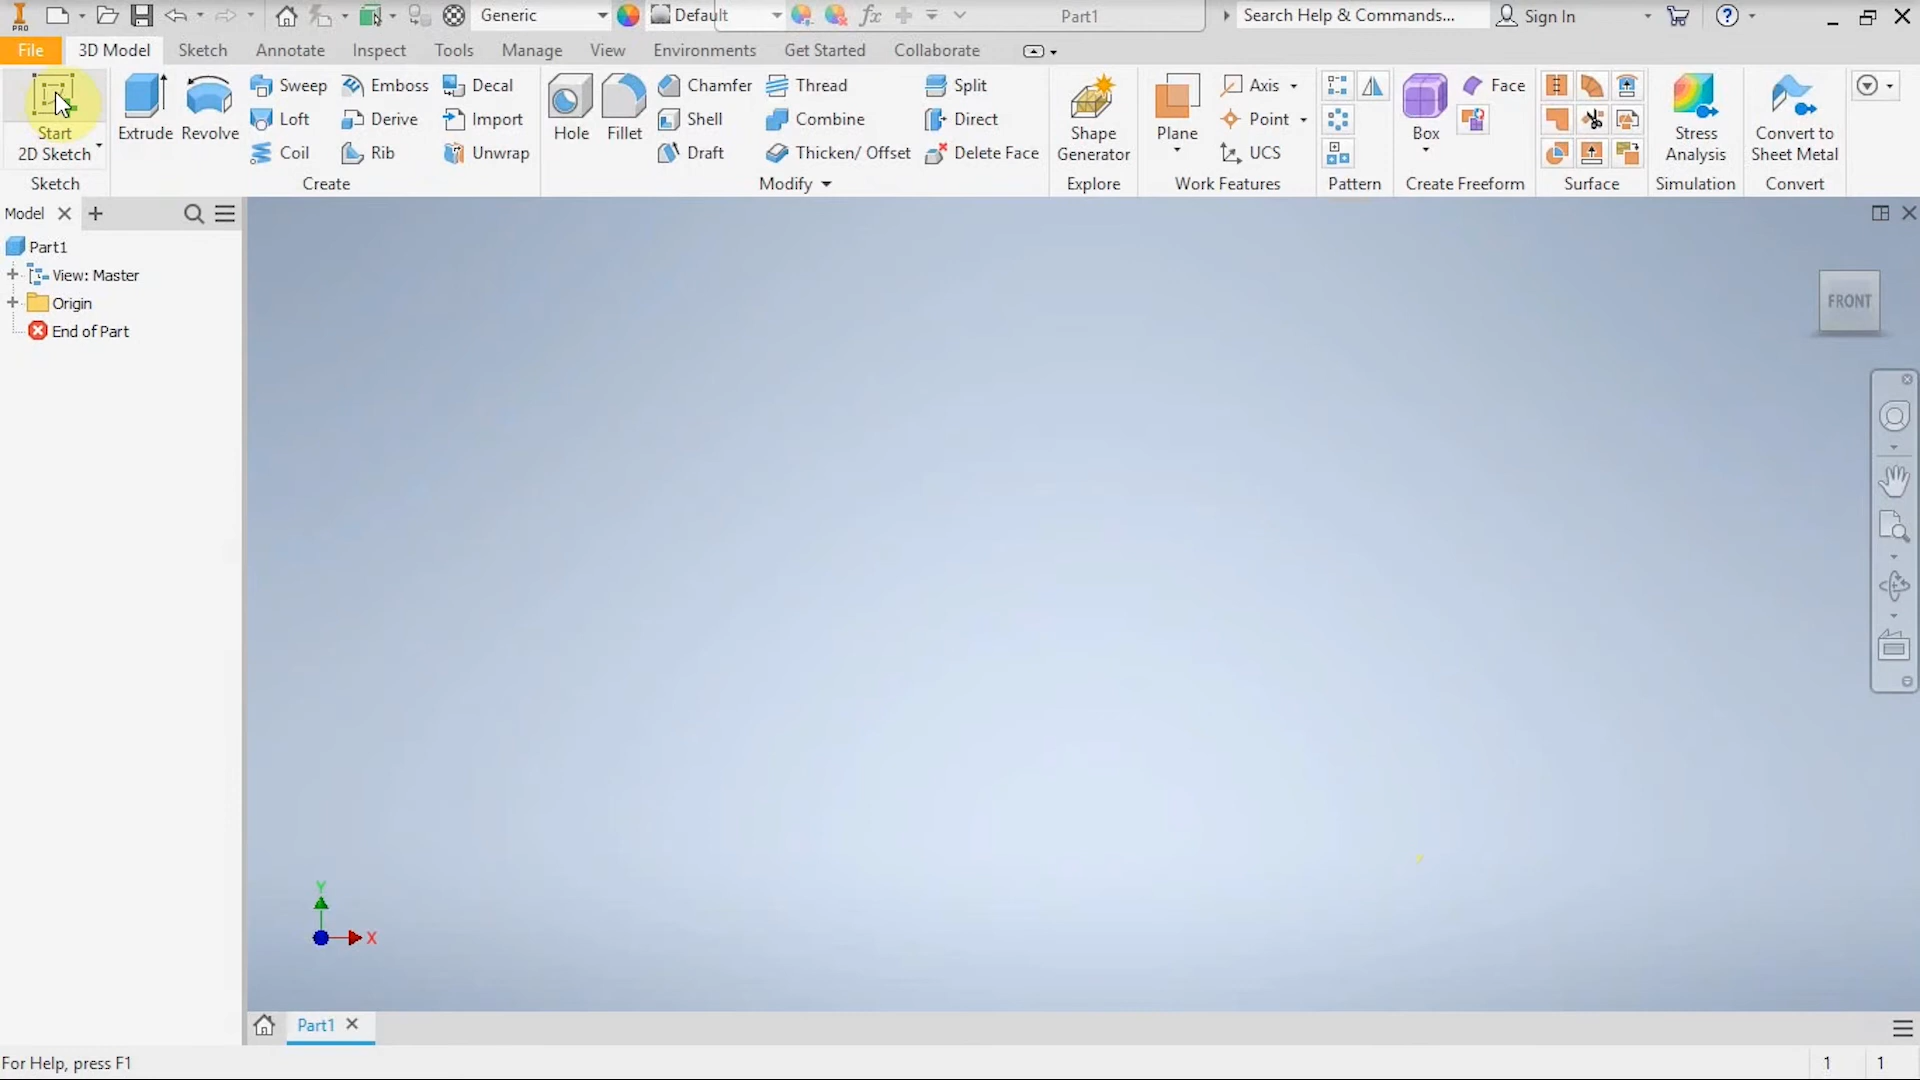 PRO
Generic
Default
fx
Part1
Search Help & Commands...
Sign In
File
3D Model
Sketch
Annotate
Inspect
Tools
Manage
View
Environments
Get Started
Collaborate
Start
2D Sketch
Extrude
Revolve
Sweep
Emboss
Decal
Loft
Derive
Import
Coil
Rib
Unwrap
Hole
Fillet
Chamfer
Thread
Split
Shell
Combine
Direct
Draft
Thicken/ Offset
Delete Face
Shape
Generator
Plane
Axis
Point
UCS
Box
Face
Stress
Analysis
Convert to
Sheet Metal
Sketch
Create
Modify
Explore
Work Features
Pattern
Create Freeform
Surface
Simulation
Convert
Model
Part1
View: Master
Origin
End of Part
FRONT
Y
X
Part1
For Help, press F1
1
1